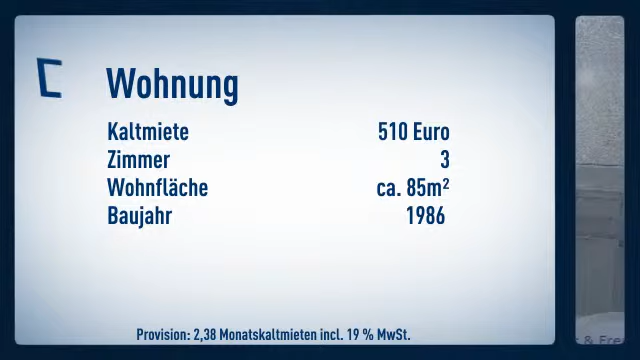 Wohnung
Kaltmiete 510 Euro
Zimmer 3
Wohnfläche ca. 85m²
Baujahr 1986
Provision: 2,38 Monatskaltmieten incl. 19 % MwSt.